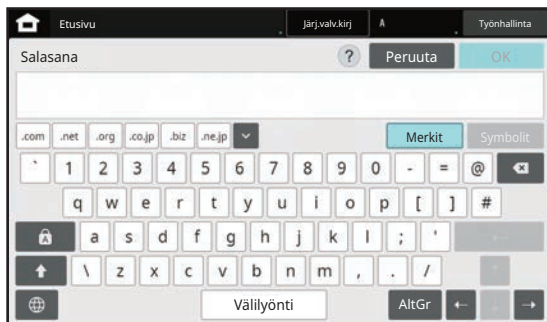 Etusivu Järj.valv.kirj A Työnhallinta
Salasana ? Peruuta OK
.com .net .org .co.jp .biz .ne.jp Merkit Symbolit
` 1 2 3 4 5 6 7 8 9 0 - = @
q w e r t y u i o p [ ] #
A a s d f g h j k l ; '
\ z x c v b n m , . /
Välilyönti AltGr